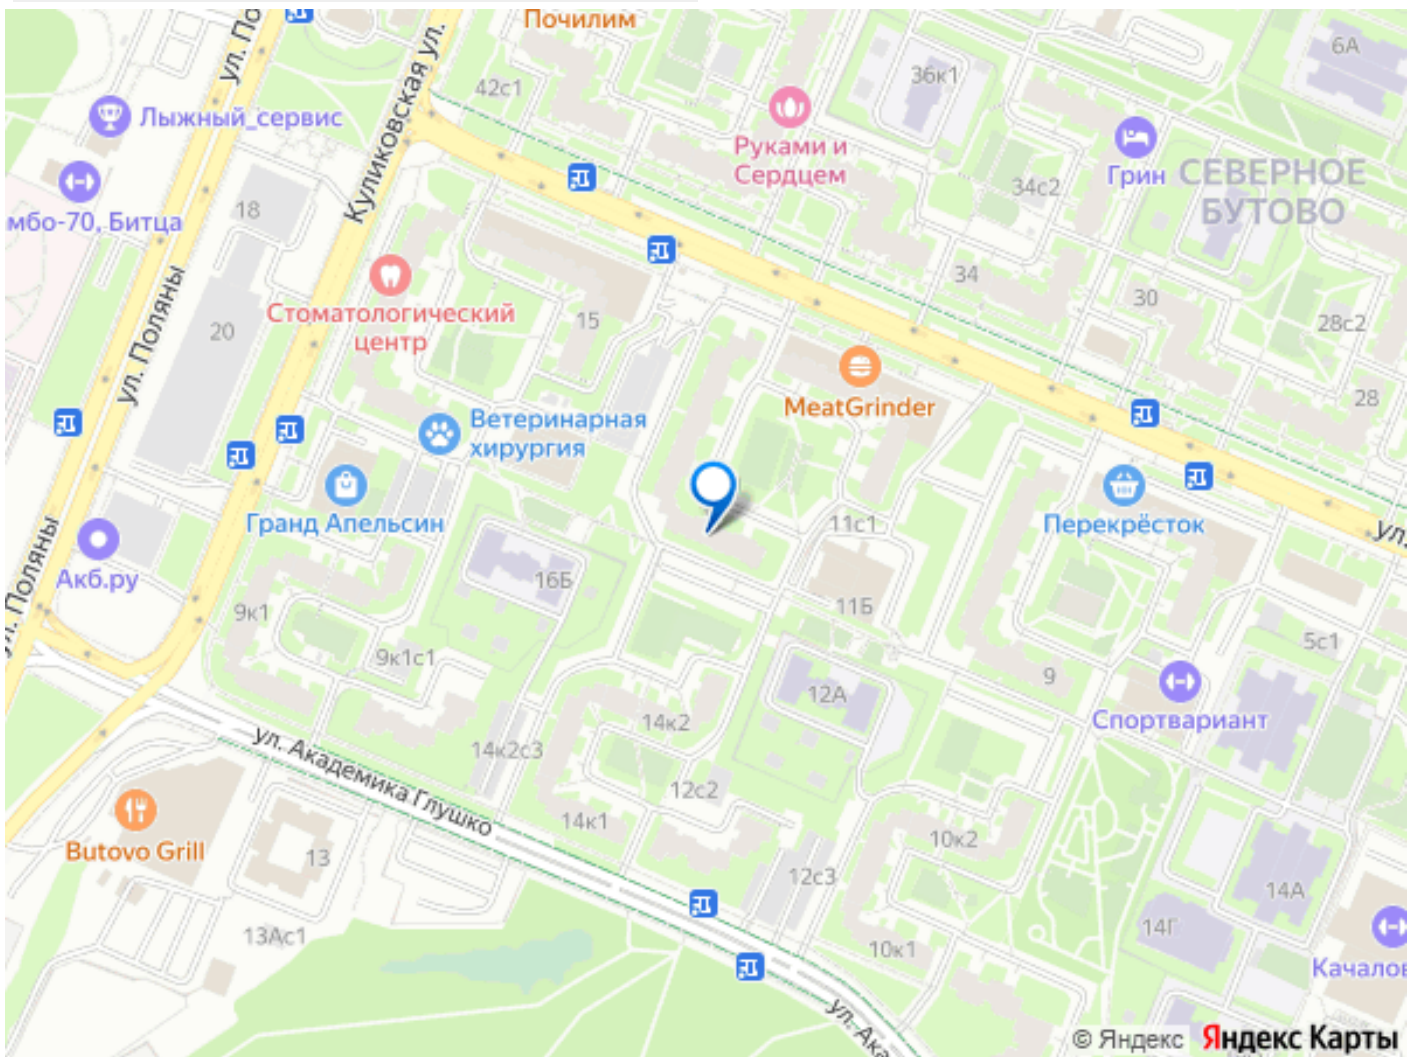 Почилим
ул. По
Куликовская ул.
42с1
36к1
6А
Лыжный_сервис
Руками и
Сердцем
Грин
СЕВЕРНОЕ
БУТОВО
34с2
мбо-70, Битца
18
Стоматологический
центр
15
34
30
28с2
20
ул. Поляны
MeatGrinder
28
Ветеринарная
хирургия
Гранд Апельсин
11с1
Перекрёсток
ул.
ул. Поляны
Акб.ру
16Б
11Б
9к1
9к1с1
5с1
9
12А
Спортвариант
14к2
14к2с3
ул. Академика Глушко
12с2
14к1
10к2
Butovo Grill
13
12с3
14А
13Ас1
14Г
10к1
Качалов
ул. Ака
© Яндекс Яндекс Карты